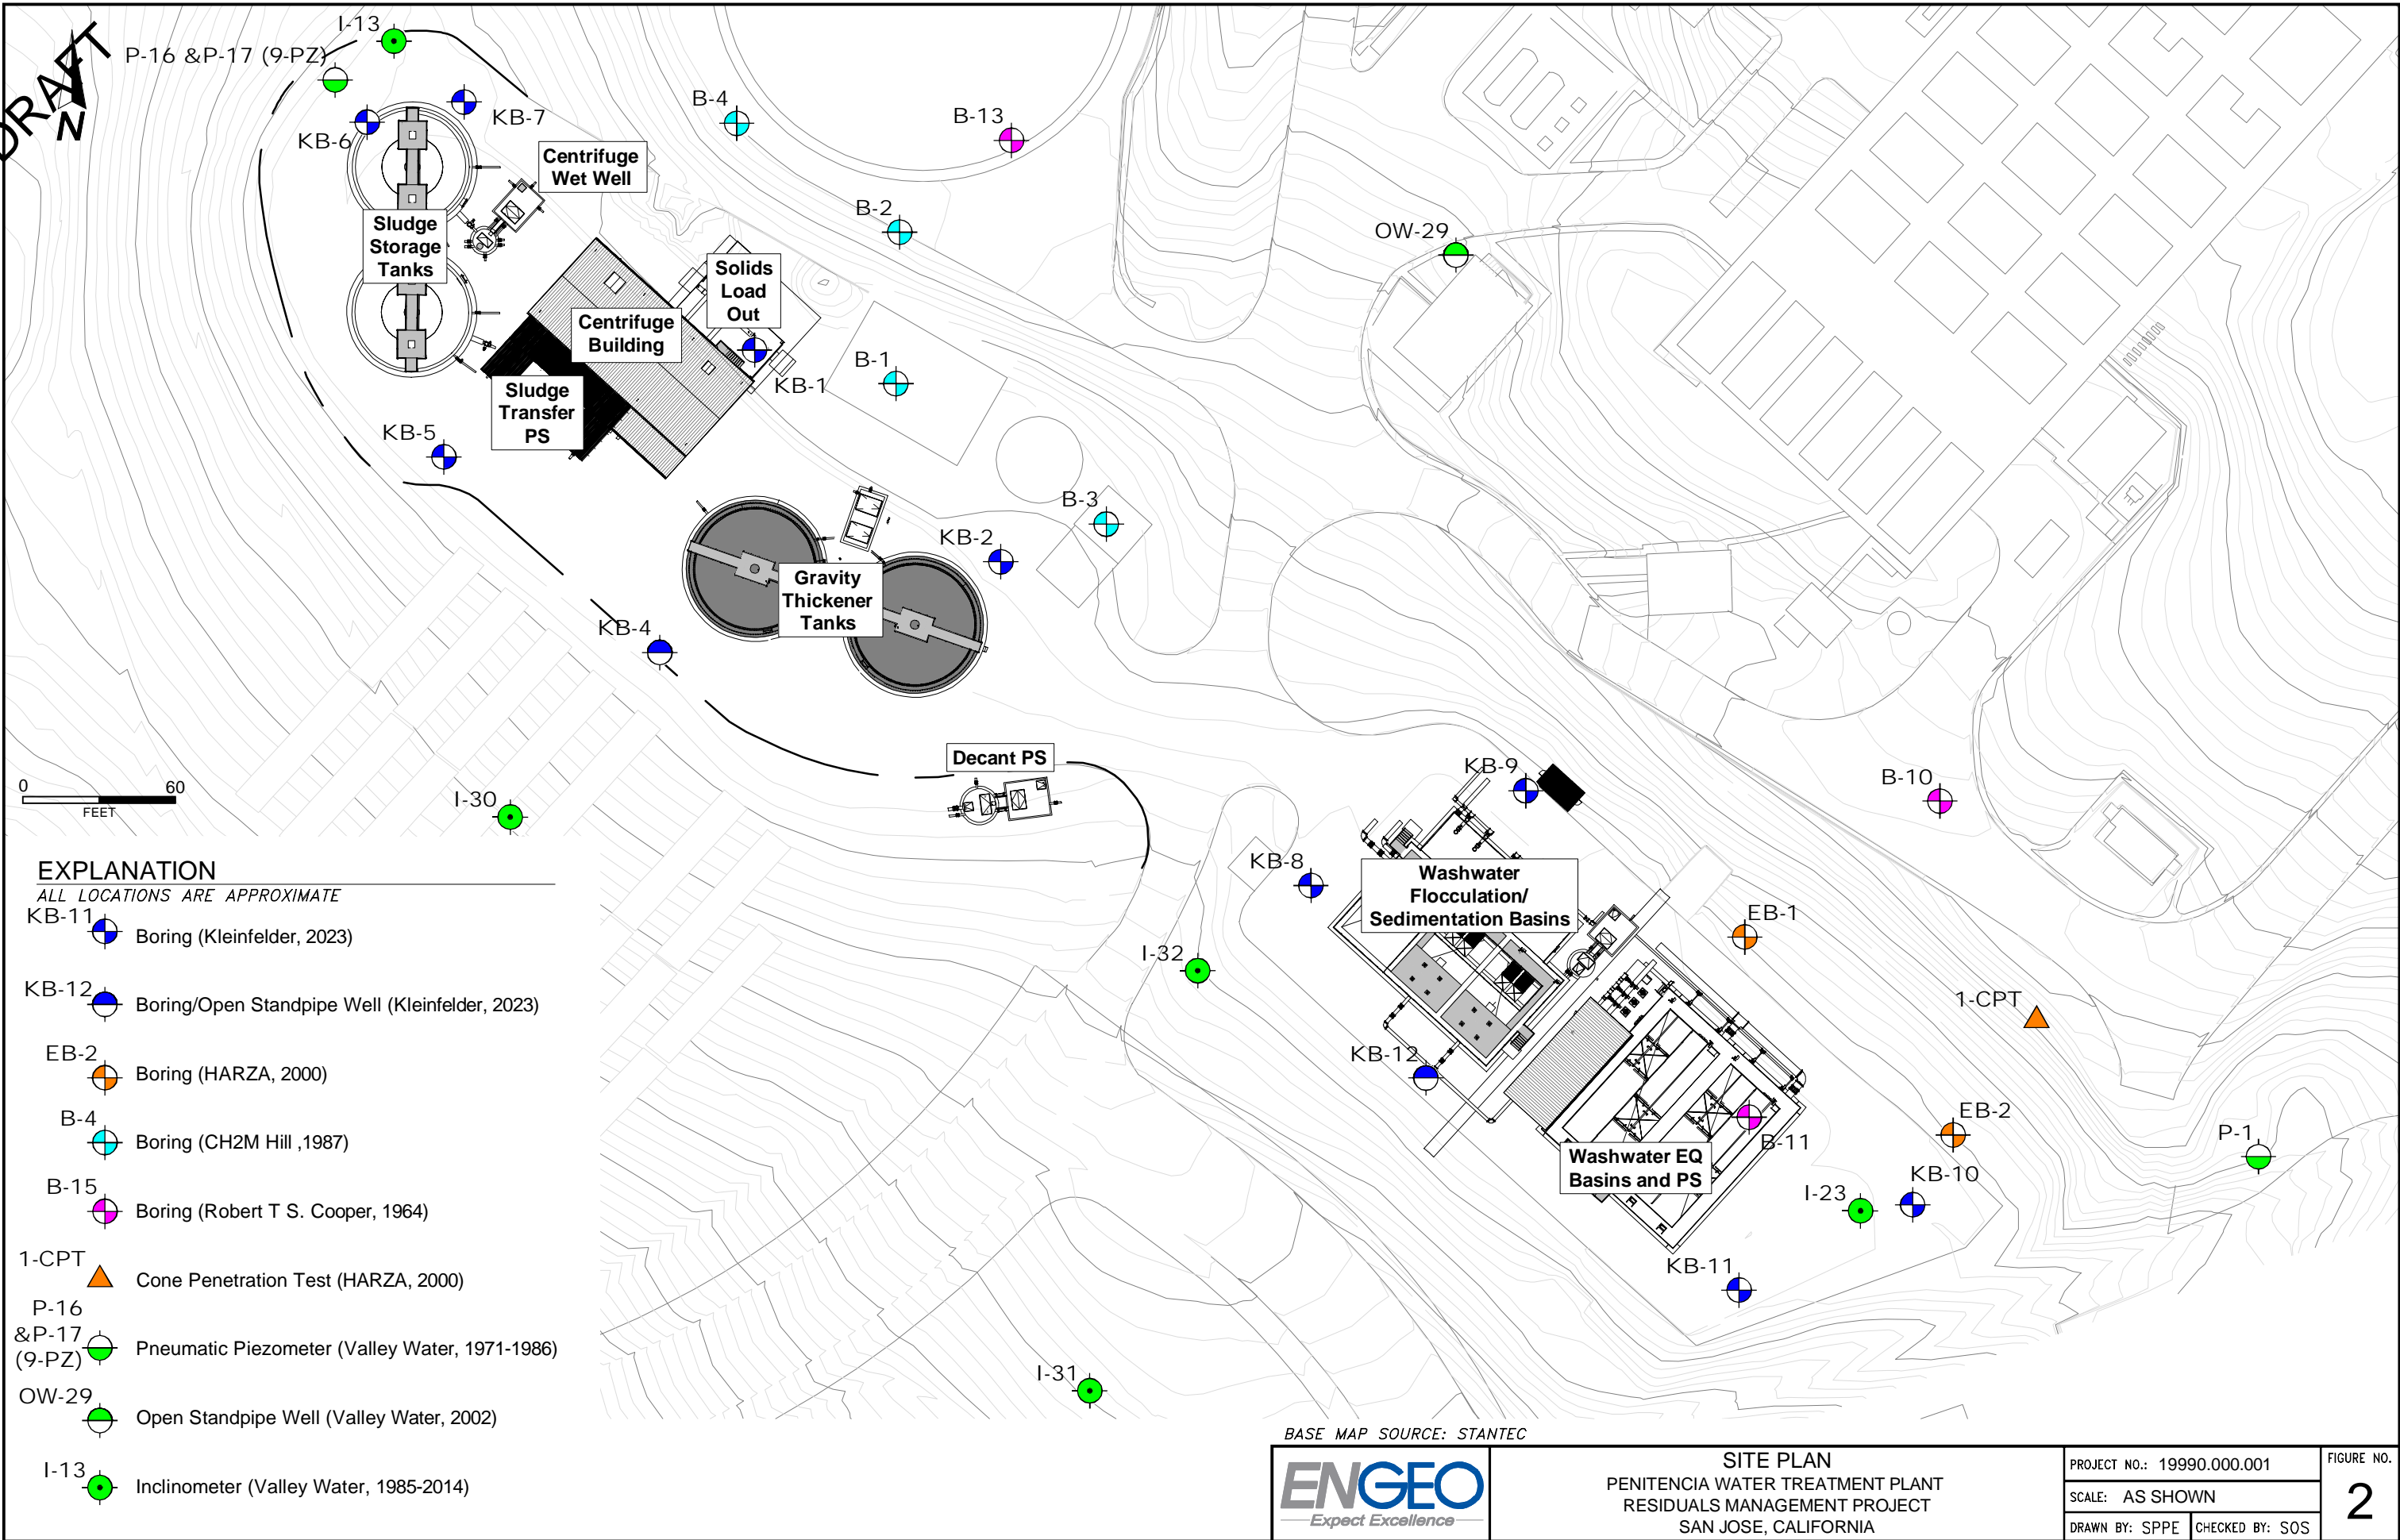 DRAFT
N
I-13
P-16 &P-17 (9-PZ)
KB-6
KB-7
B-4
B-13
Centrifuge
Wet Well
Sludge
Storage
Tanks
B-2
OW-29
Solids
Load
Out
Centrifuge
Building
KB-1
B-1
Sludge
Transfer
PS
KB-5
B-3
KB-2
Gravity
Thickener
Tanks
KB-4
Decant PS
KB-9
B-10
0 60
FEET
I-30
KB-8
Washwater
Flocculation/
Sedimentation Basins
EB-1
I-32
1-CPT
KB-12
EB-2
B-11
P-1
Washwater EQ
Basins and PS
KB-10
I-23
KB-11
I-31
EXPLANATION
ALL LOCATIONS ARE APPROXIMATE
KB-11
Boring (Kleinfelder, 2023)
KB-12
Boring/Open Standpipe Well (Kleinfelder, 2023)
EB-2
Boring (HARZA, 2000)
B-4
Boring (CH2M Hill ,1987)
B-15
Boring (Robert T S. Cooper, 1964)
1-CPT
Cone Penetration Test (HARZA, 2000)
P-16
&P-17
(9-PZ)
Pneumatic Piezometer (Valley Water, 1971-1986)
OW-29
Open Standpipe Well (Valley Water, 2002)
I-13
Inclinometer (Valley Water, 1985-2014)
BASE MAP SOURCE: STANTEC
ENGEO
Expect Excellence
SITE PLAN
PENITENCIA WATER TREATMENT PLANT
RESIDUALS MANAGEMENT PROJECT
SAN JOSE, CALIFORNIA
PROJECT NO.: 19990.000.001
SCALE: AS SHOWN
DRAWN BY: SPPE CHECKED BY: SOS
FIGURE NO.
2